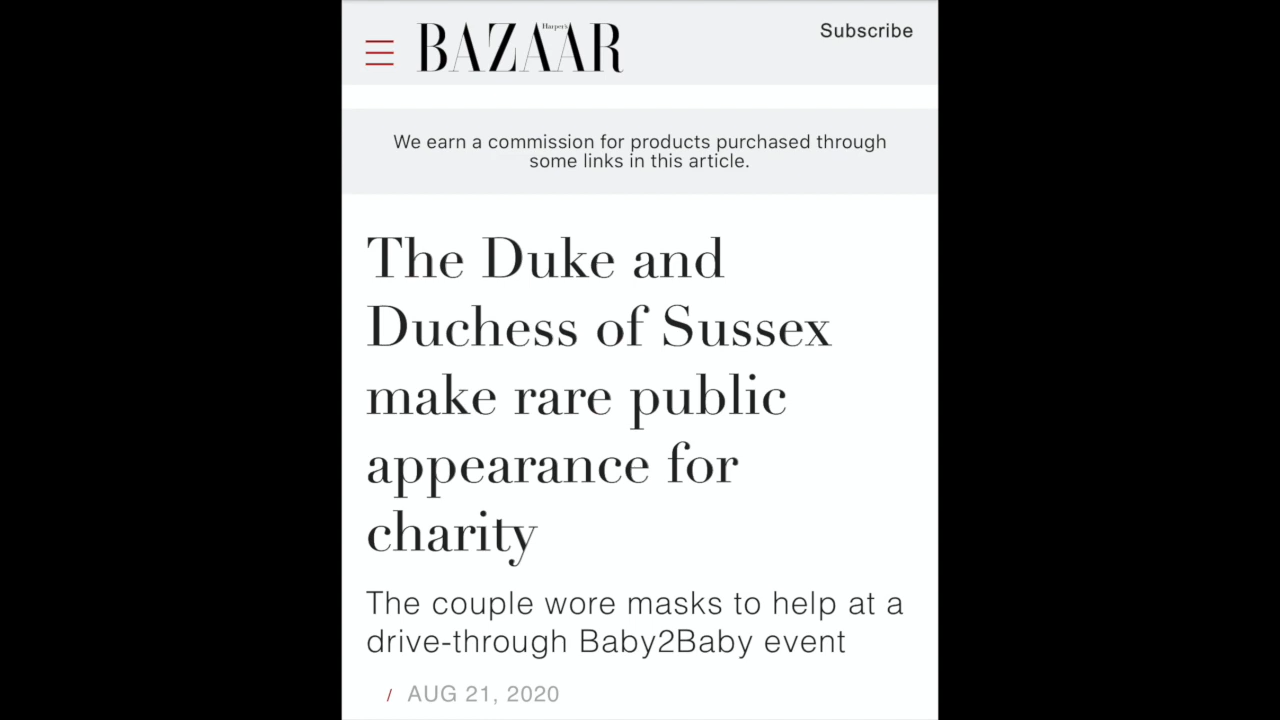 Harper's
BAZAAR
Subscribe
We earn a commission for products purchased through
some links in this article.
The Duke and
Duchess of Sussex
make rare public
appearance for
charity
The couple wore masks to help at a
drive-through Baby2Baby event
/ AUG 21, 2020